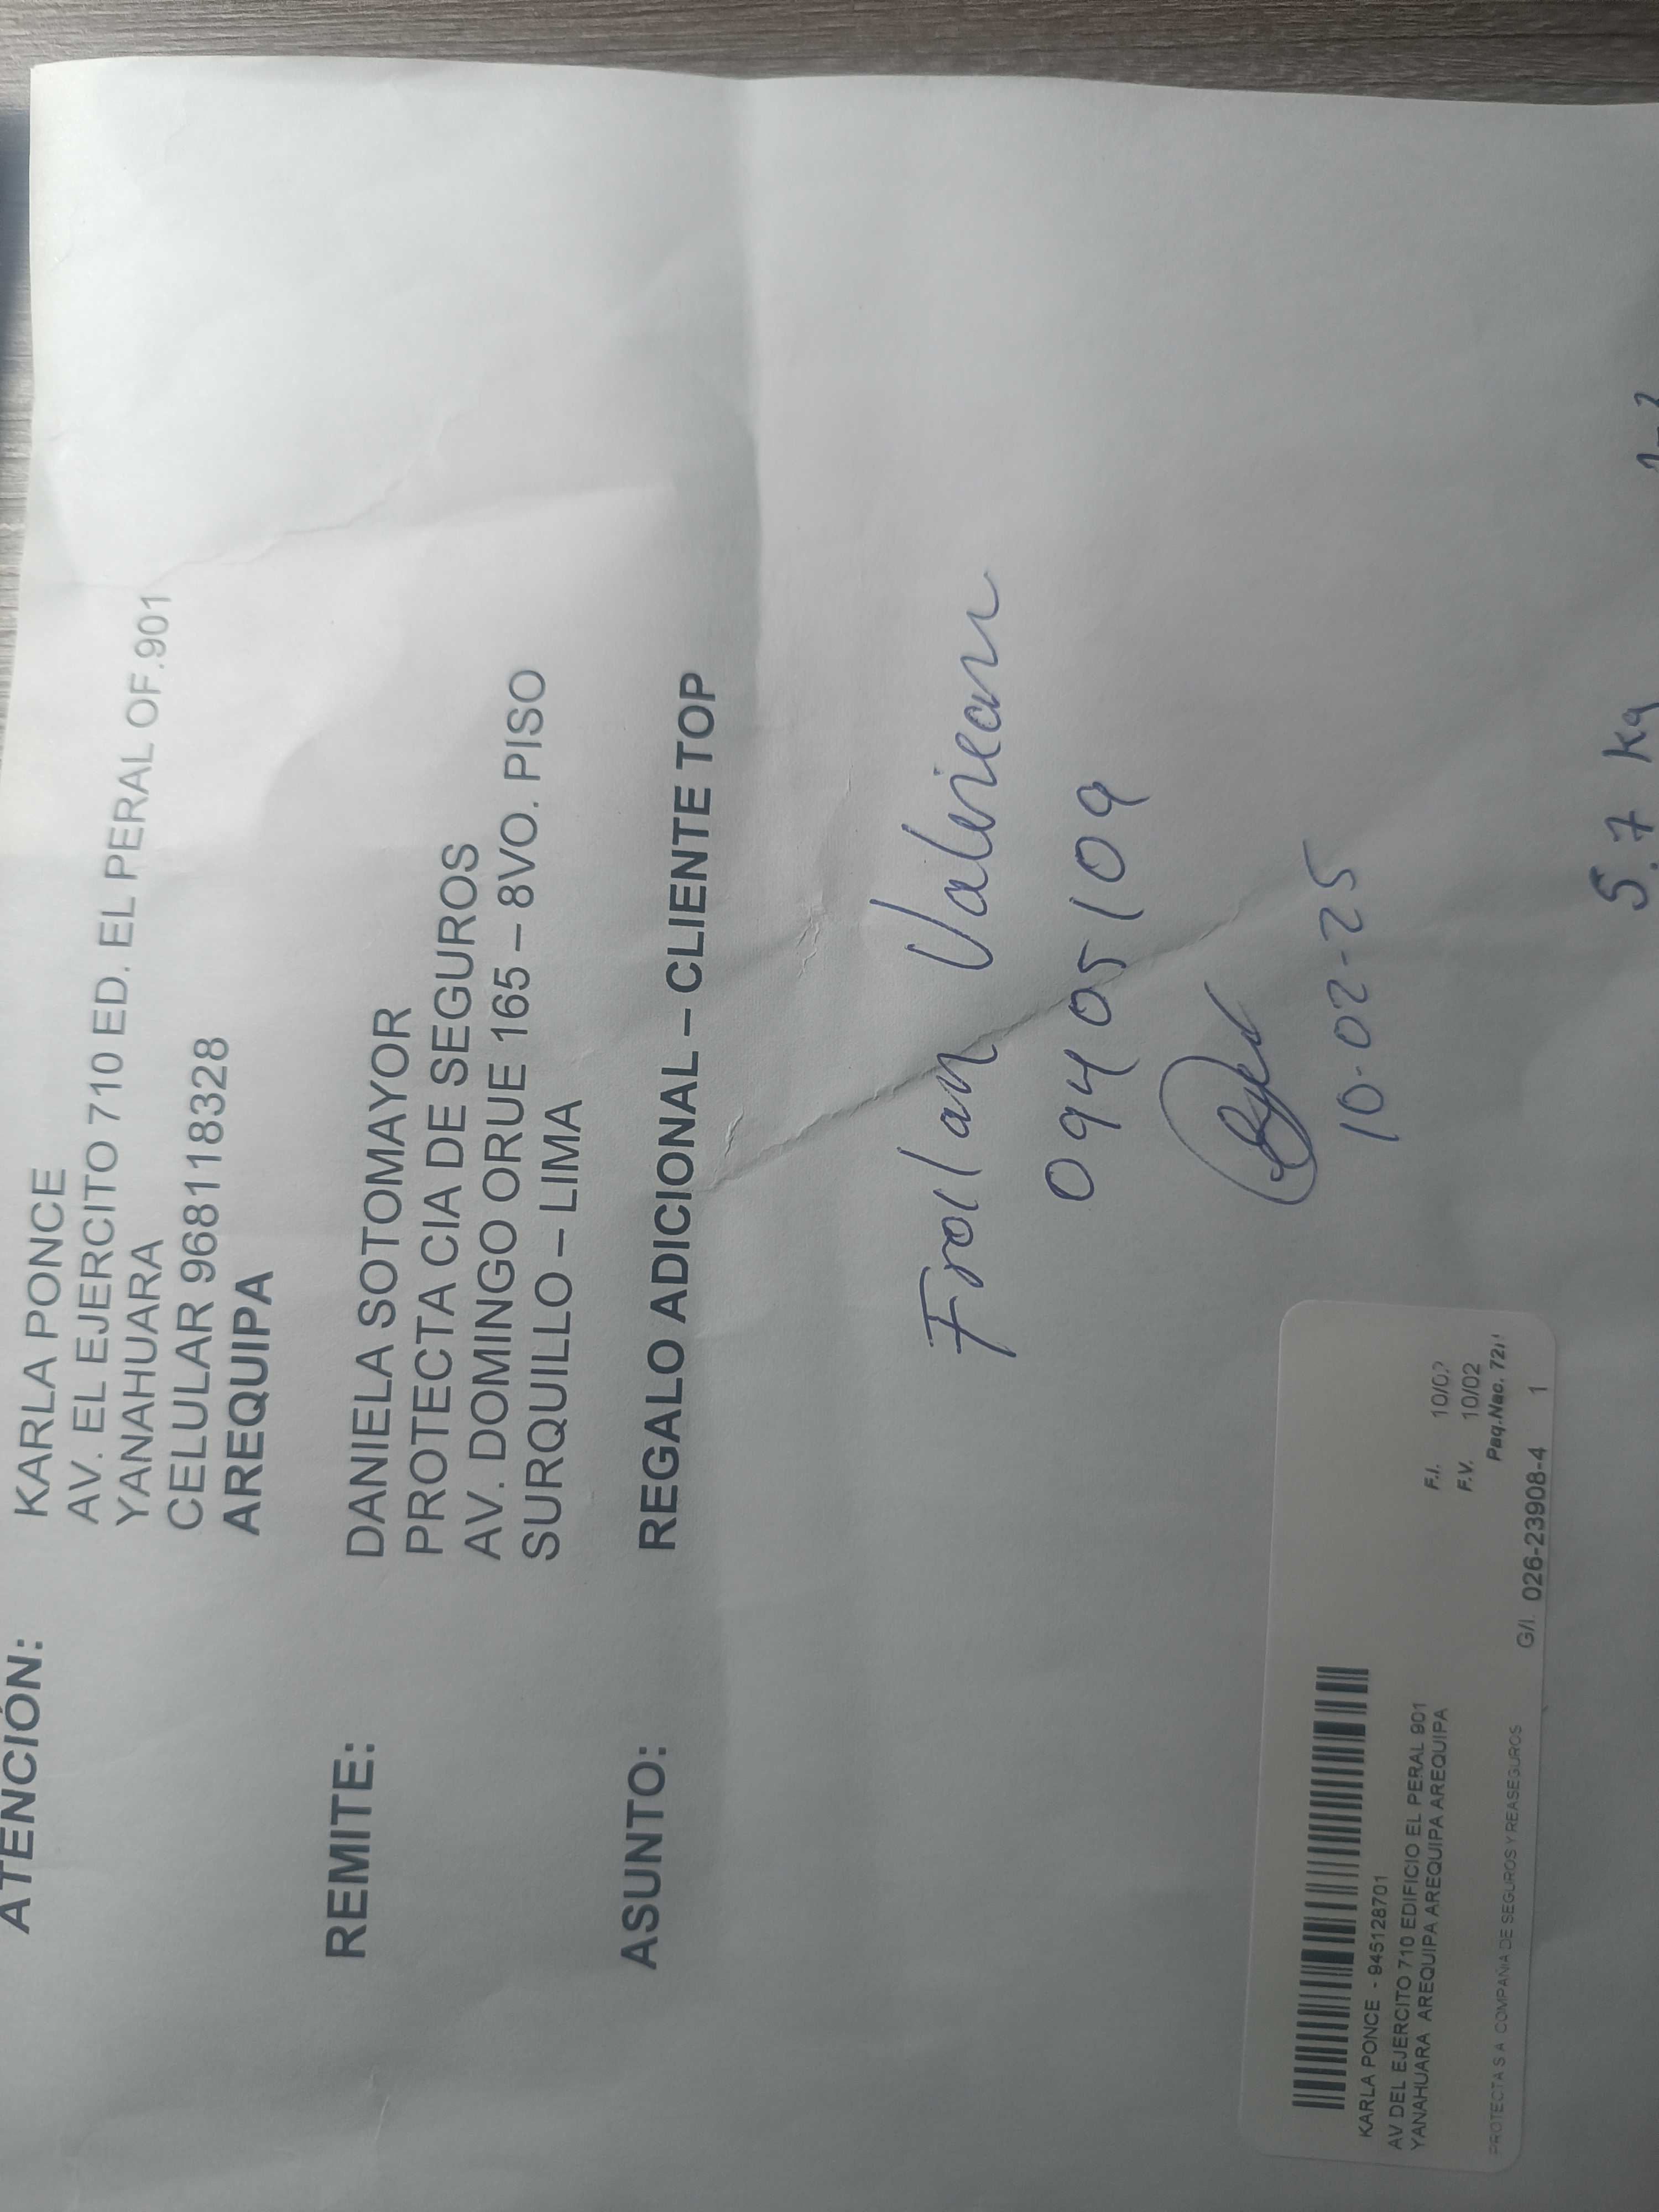 ATENCIÓN: KARLA PONCE
AV. EL EJERCITO 710 ED. EL PERAL OF.901
YANAHUARA
CELULAR 968118328
AREQUIPA
REMITE: DANIELA SOTOMAYOR
PROTECTA CIA DE SEGUROS
AV. DOMINGO ORUE 165 – 8VO. PISO
SURQUILLO – LIMA
ASUNTO: REGALO ADICIONAL – CLIENTE TOP
Froilan
09405109
10-02-25
5.7 kg
KARLA PONCE - 945128701
AV DEL EJERCITO 710 EDIFICIO EL PERAL 901
YANAHUARA AREQUIPA AREQUIPA AREQUIPA
F.I.
F.V. 10/02
Paq.Nac.
PROTECTA S A COMPAÑIA DE SEGUROS Y REASEGUROS
G/I. 026-23908-4 1